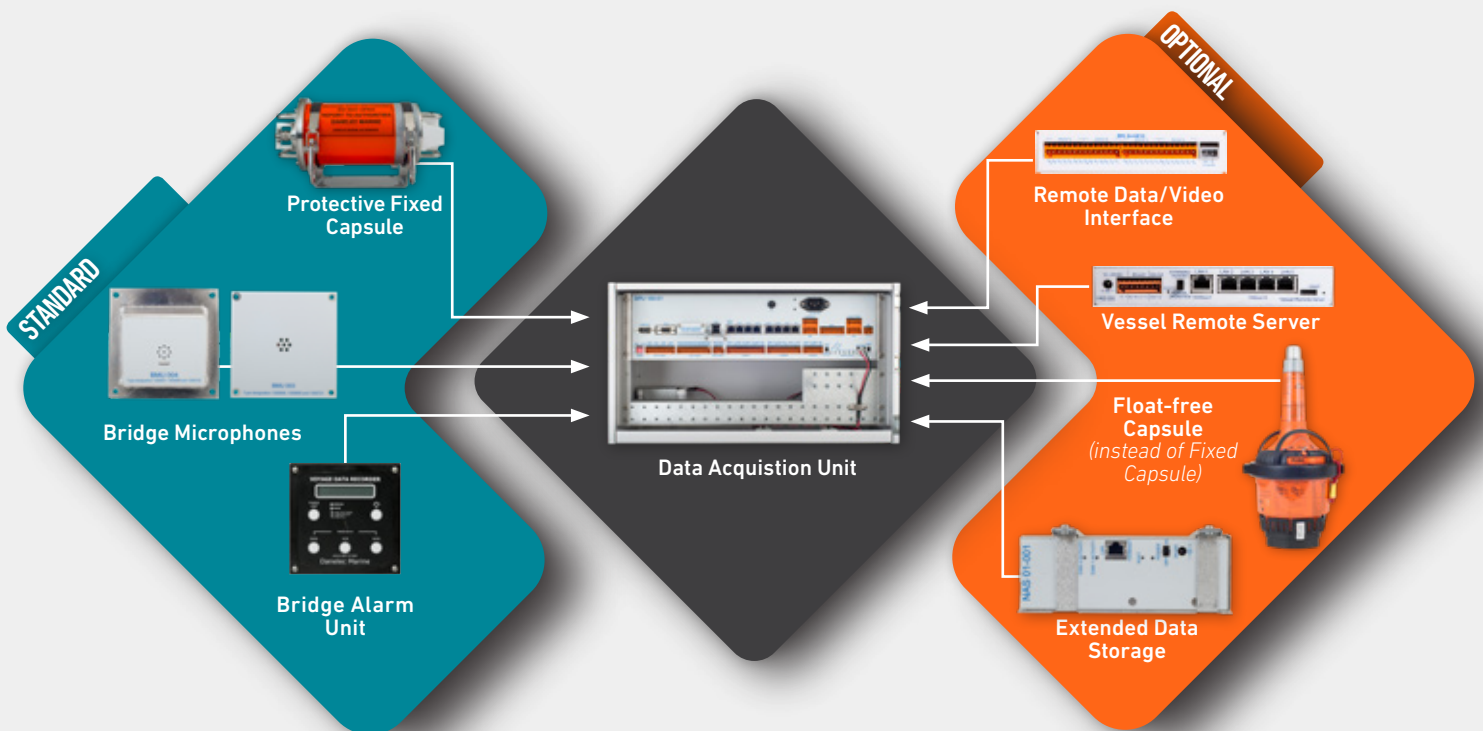 STANDARD
Protective Fixed
Capsule
Bridge Microphones
VOYAGE DATA RECORDER
Danelec Marine
Bridge Alarm
Unit
Data Acquistion Unit
OPTIONAL
Remote Data/Video
Interface
Vessel Remote Server
Float-free
Capsule
(instead of Fixed
Capsule)
NAS 01-001
Extended Data
Storage